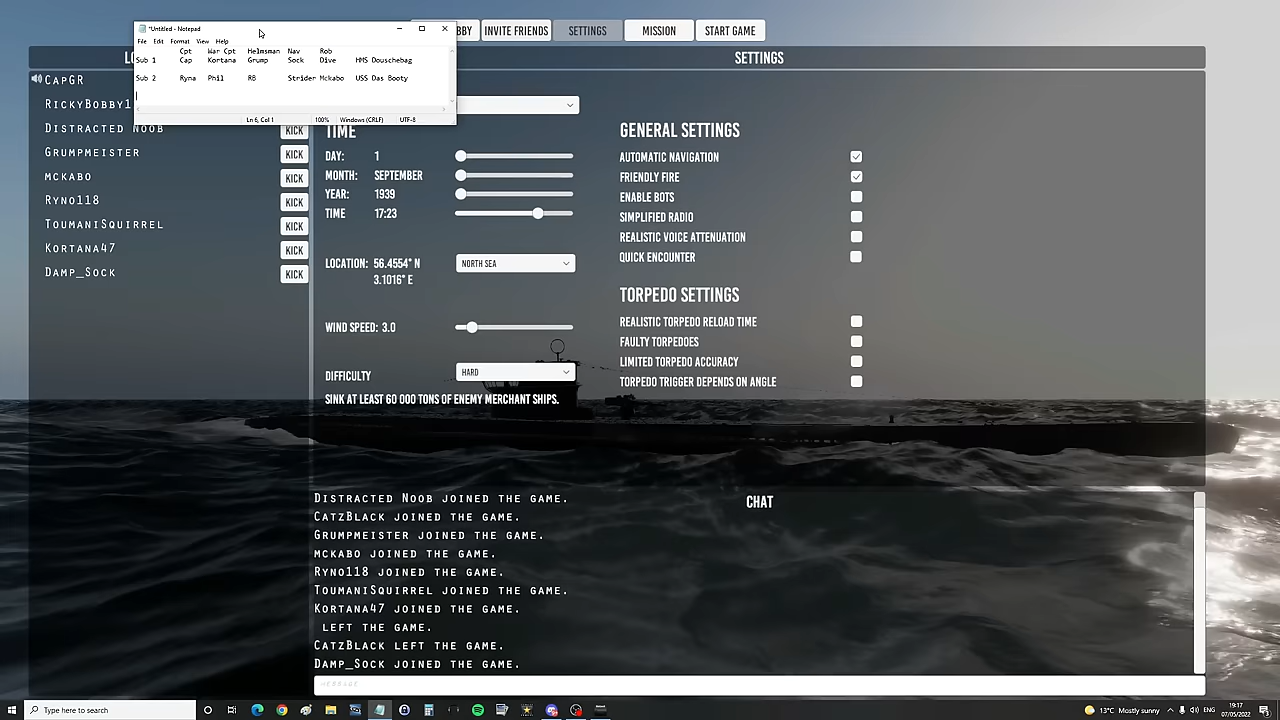 *Untitled - Notepad
File Edit Format View Help
Cpt War Cpt Helmsman Nav Rob
Sub 1 Cap Kortana Grump Sock Dive HMS Douschebag
Sub 2 Ryna Phil RB Strider Mckabo USS Das Booty
Ln 6, Col 1 100% Windows (CRLF) UTF-8
BBY
INVITE FRIENDS
SETTINGS
MISSION
START GAME
L
SETTINGS
CapGR
RickyBobby1
Distracted Noob KICK
Grumpmeister KICK
mckabo KICK
Ryno118 KICK
ToumaniSquirrel KICK
Kortana47 KICK
Damp_Sock KICK
TIME
DAY: 1
MONTH: SEPTEMBER
YEAR: 1939
TIME 17:23
LOCATION: 56.4554° N
3.1016° E
NORTH SEA
WIND SPEED: 3.0
DIFFICULTY HARD
SINK AT LEAST 60 000 TONS OF ENEMY MERCHANT SHIPS.
GENERAL SETTINGS
AUTOMATIC NAVIGATION
FRIENDLY FIRE
ENABLE BOTS
SIMPLIFIED RADIO
REALISTIC VOICE ATTENUATION
QUICK ENCOUNTER
TORPEDO SETTINGS
REALISTIC TORPEDO RELOAD TIME
FAULTY TORPEDOES
LIMITED TORPEDO ACCURACY
TORPEDO TRIGGER DEPENDS ON ANGLE
CHAT
Distracted Noob joined the game.
CatzBlack joined the game.
Grumpmeister joined the game.
mckabo joined the game.
Ryno118 joined the game.
ToumaniSquirrel joined the game.
Kortana47 joined the game.
left the game.
CatzBlack left the game.
Damp_Sock joined the game.
MESSAGE
Type here to search
13°C Mostly sunny
ENG
19:17
07/05/2022